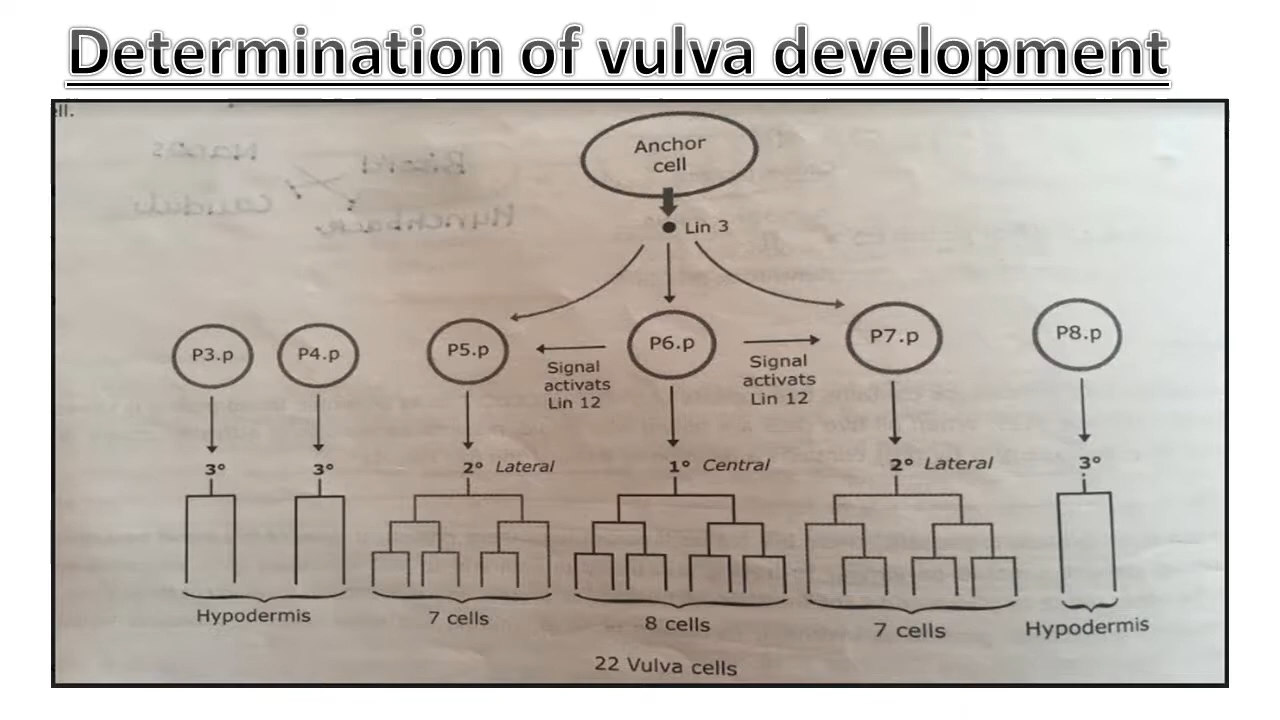 Determination of vulva development
ell.
Anchor
cell
Lin 3
P3.p
P4.p
P5.p
P6.p
P7.p
P8.p
Signal
activats
Lin 12
Signal
activats
Lin 12
3°
3°
2° Lateral
1° Central
2° Lateral
3°
Hypodermis
7 cells
8 cells
7 cells
Hypodermis
22 Vulva cells